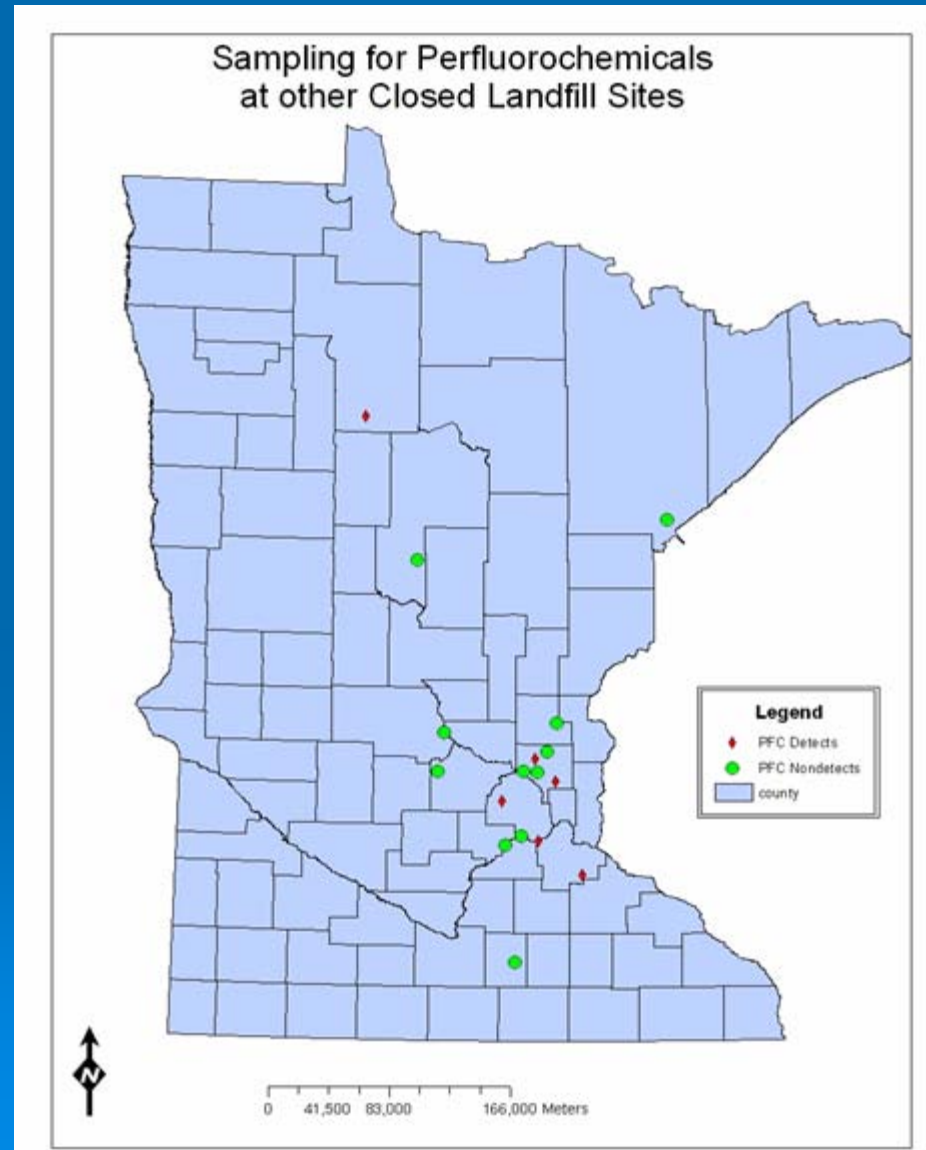 Sampling for Perfluorochemicals
at other Closed Landfill Sites
Legend
PFC Detects
PFC Nondetects
county
N
0 41,500 83,000 166,000 Meters